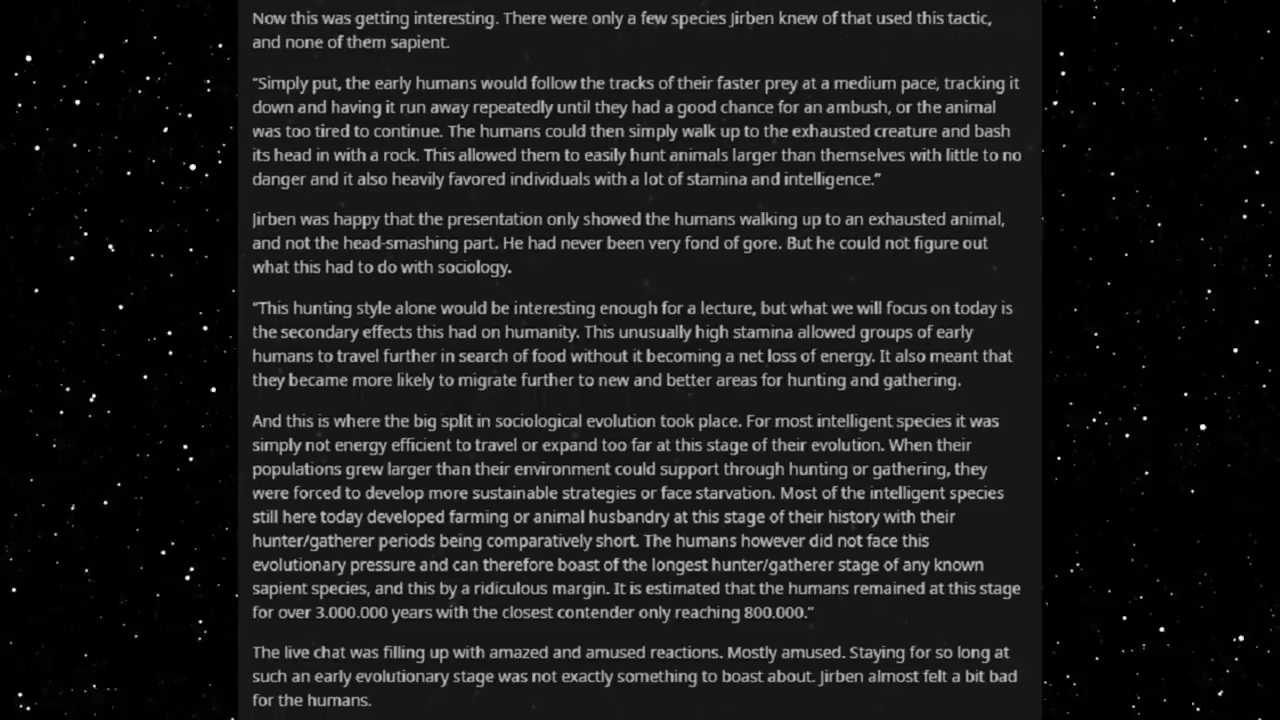 Now this was getting interesting. There were only a few species Jirben knew of that used this tactic,
and none of them sapient.
"Simply put, the early humans would follow the tracks of their faster prey at a medium pace, tracking it
down and having it run away repeatedly until they had a good chance for an ambush, or the animal
was too tired to continue. The humans could then simply walk up to the exhausted creature and bash
its head in with a rock. This allowed them to easily hunt animals larger than themselves with little to no
danger and it also heavily favored individuals with a lot of stamina and intelligence.”
Jirben was happy that the presentation only showed the humans walking up to an exhausted animal,
and not the head-smashing part. He had never been very fond of gore. But he could not figure out
what this had to do with sociology.
"This hunting style alone would be interesting enough for a lecture, but what we will focus on today is
the secondary effects this had on humanity. This unusually high stamina allowed groups of early
humans to travel further in search of food without it becoming a net loss of energy. It also meant that
they became more likely to migrate further to new and better areas for hunting and gathering.
And this is where the big split in sociological evolution took place. For most intelligent species it was
simply not energy efficient to travel or expand too far at this stage of their evolution. When their
populations grew larger than their environment could support through hunting or gathering, they
were forced to develop more sustainable strategies or face starvation. Most of the intelligent species
still here today developed farming or animal husbandry at this stage of their history with their
hunter/gatherer periods being comparatively short. The humans however did not face this
evolutionary pressure and can therefore boast of the longest hunter/gatherer stage of any known
sapient species, and this by a ridiculous margin. It is estimated that the humans remained at this stage
for over 3.000.000 years with the closest contender only reaching 800.000.”
The live chat was filling up with amazed and amused reactions. Mostly amused. Staying for so long at
such an early evolutionary stage was not exactly something to boast about. Jirben almost felt a bit bad
for the humans.